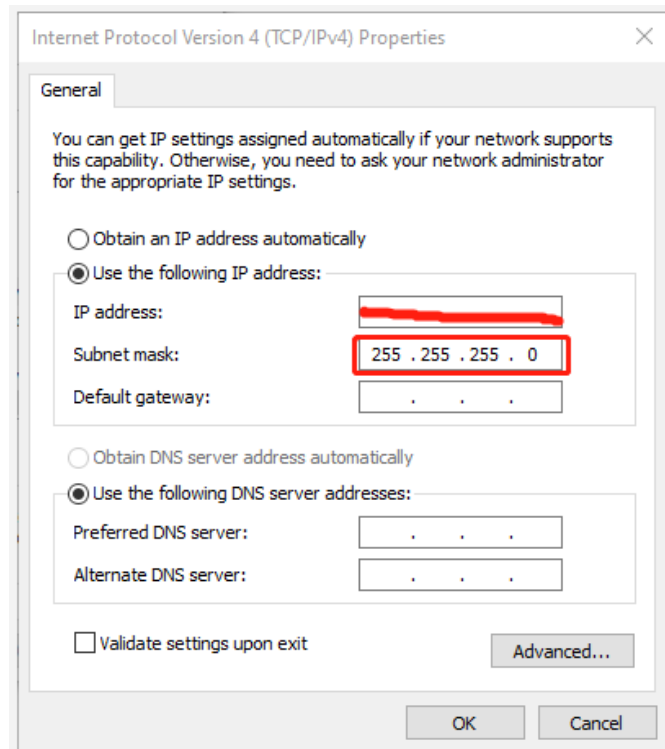 Internet Protocol Version 4 (TCP/IPv4) Properties
General
You can get IP settings assigned automatically if your network supports
this capability. Otherwise, you need to ask your network administrator
for the appropriate IP settings.
Obtain an IP address automatically
Use the following IP address:
IP address:
Subnet mask: 255 . 255 . 255 . 0
Default gateway: . . .
Obtain DNS server address automatically
Use the following DNS server addresses:
Preferred DNS server: . . .
Alternate DNS server: . . .
Validate settings upon exit
Advanced...
OK Cancel